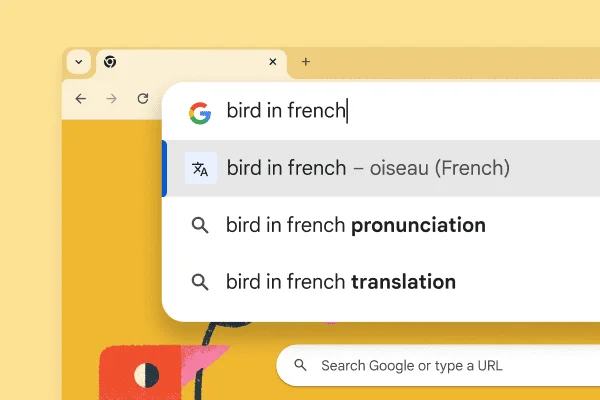 bird in french
bird in french – oiseau (French)
bird in french pronunciation
bird in french translation
Search Google or type a URL